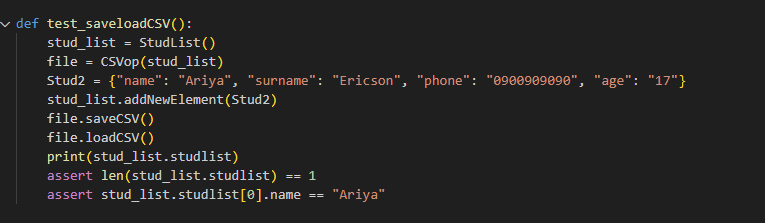 def test_saveloadCSV():
    stud_list = StudList()
    file = CSVop(stud_list)
    Stud2 = {"name": "Ariya", "surname": "Ericson", "phone": "0900909090", "age": "17"}
    stud_list.addNewElement(Stud2)
    file.saveCSV()
    file.loadCSV()
    print(stud_list.studlist)
    assert len(stud_list.studlist) == 1
    assert stud_list.studlist[0].name == "Ariya"